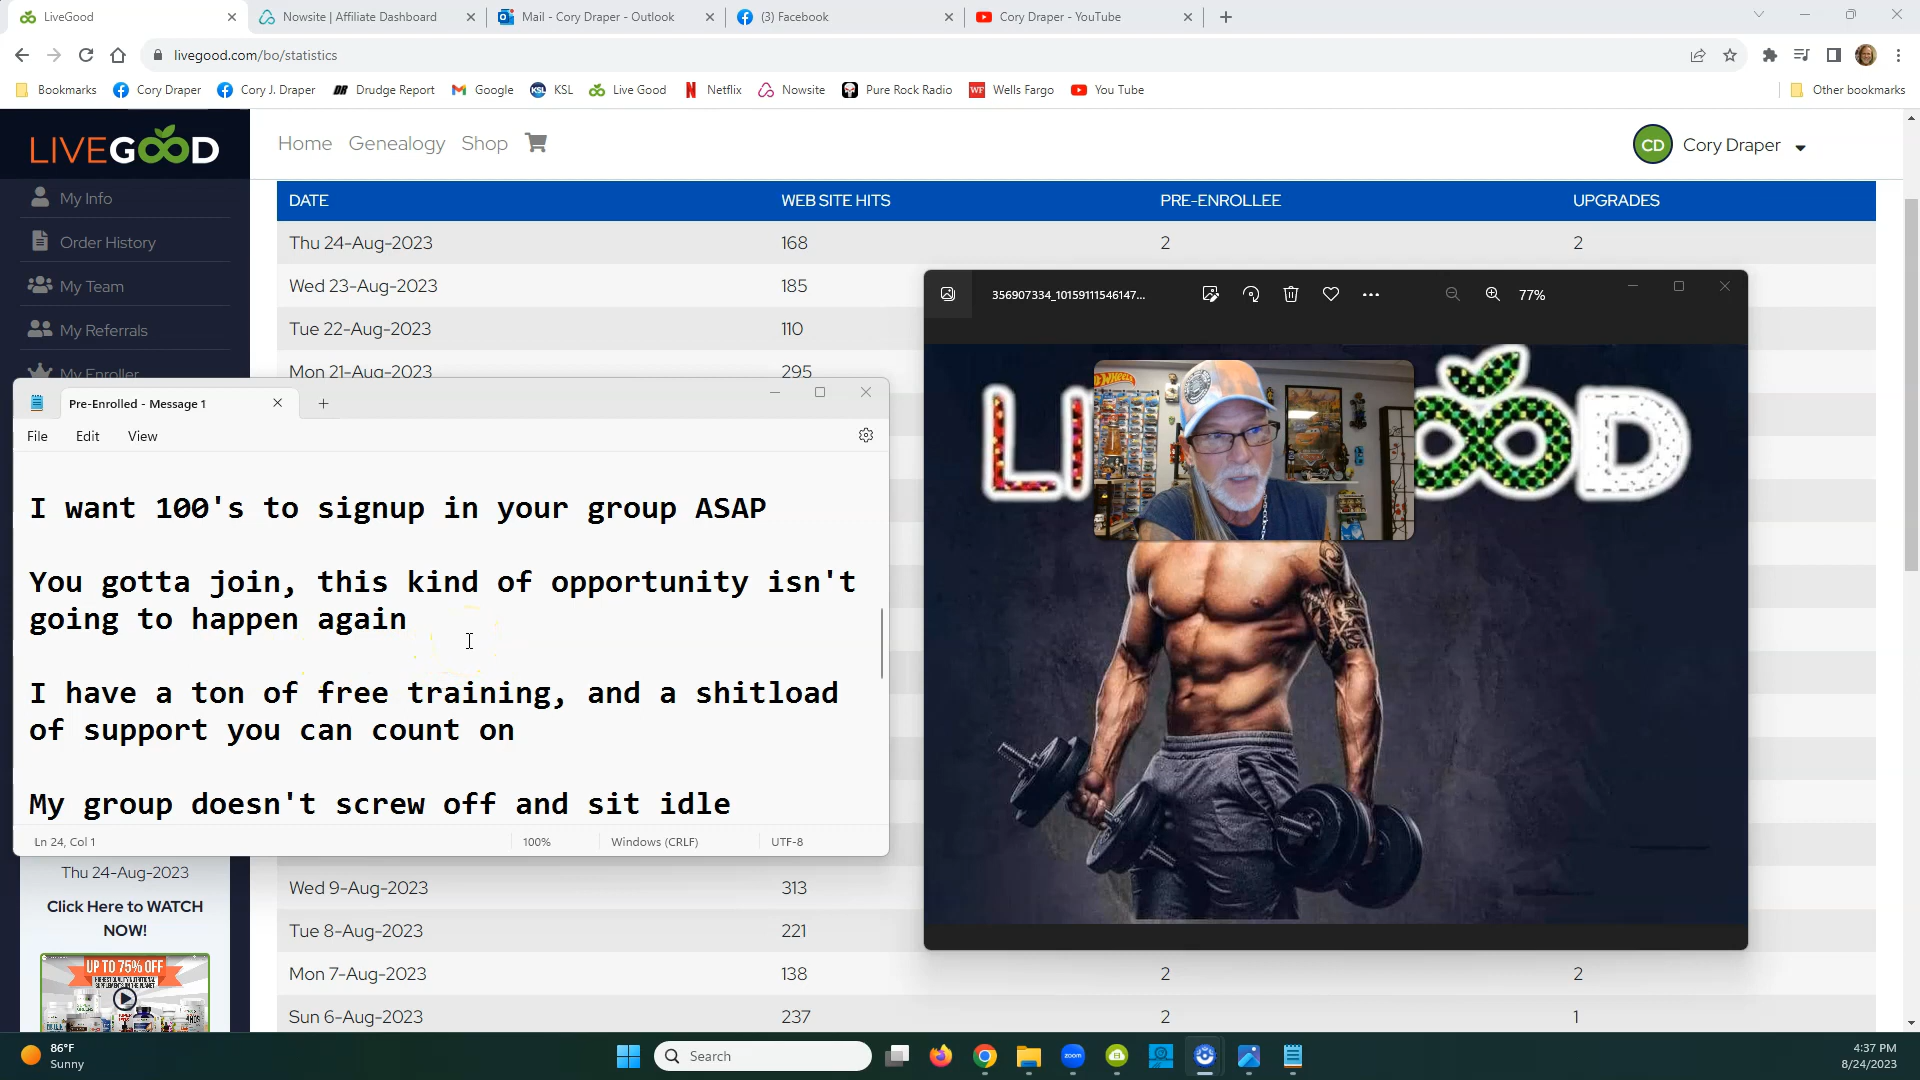 LiveGood
Nowsite | Affiliate Dashboard
Mail - Cory Draper - Outlook
(3) Facebook
Cory Draper - YouTube
livegood.com/bo/statistics
Bookmarks
Cory Draper
Cory J. Draper
Drudge Report
Google
KSL
Live Good
Netflix
Nowsite
Pure Rock Radio
Wells Fargo
You Tube
Other bookmarks
LIVEGOOD
Home Genealogy Shop
CD Cory Draper
My Info
Order History
My Team
My Referrals
My Enroller
DATE WEB SITE HITS PRE-ENROLLEE UPGRADES
Thu 24-Aug-2023 168 2 2
Wed 23-Aug-2023 185
Tue 22-Aug-2023 110
Mon 21-Aug-2023 295
356907334_10159111546147... 77%
HOT WHEELS
Pre-Enrolled - Message 1
File Edit View
I want 100's to signup in your group ASAP
You gotta join, this kind of opportunity isn't
going to happen again
I have a ton of free training, and a shitload
of support you can count on
My group doesn't screw off and sit idle
Ln 24, Col 1 100% Windows (CRLF) UTF-8
Thu 24-Aug-2023
Click Here to WATCH
NOW!
UP TO 75% OFF
Wed 9-Aug-2023 313
Tue 8-Aug-2023 221
Mon 7-Aug-2023 138 2 2
Sun 6-Aug-2023 237 2 1
86°F
Sunny
Search
zoom
4:37 PM
8/24/2023